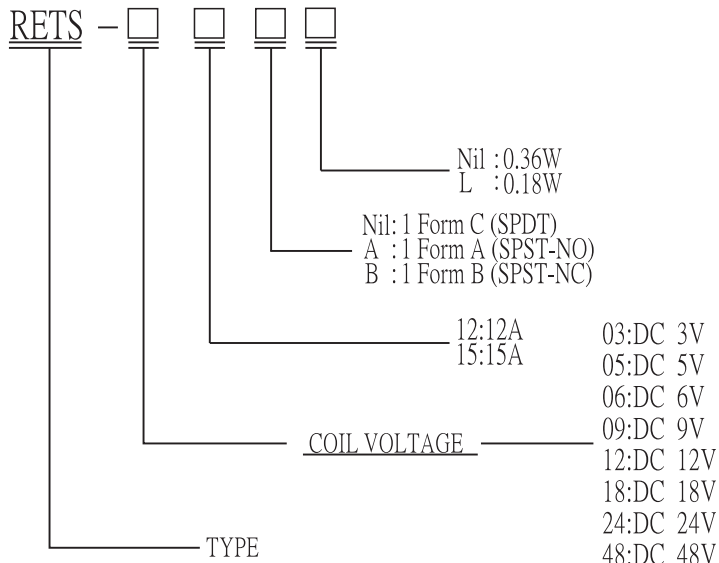 RETS - □ □ □ □
Nil : 0.36W
L : 0.18W
Nil: 1 Form C (SPDT)
A : 1 Form A (SPST-NO)
B : 1 Form B (SPST-NC)
12:12A
15:15A
COIL VOLTAGE
03:DC 3V
05:DC 5V
06:DC 6V
09:DC 9V
12:DC 12V
18:DC 18V
24:DC 24V
48:DC 48V
TYPE